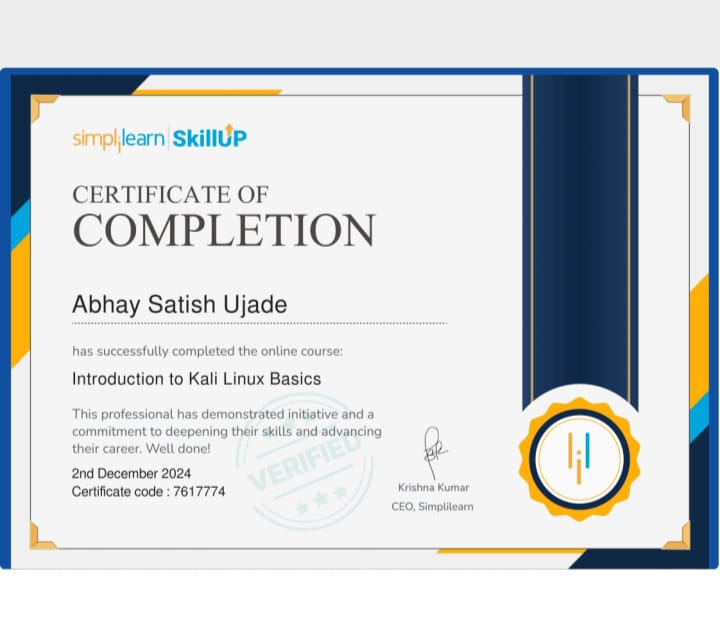 simplilearn | SkillUP
CERTIFICATE OF
COMPLETION
Abhay Satish Ujade
has successfully completed the online course:
Introduction to Kali Linux Basics
This professional has demonstrated initiative and a
commitment to deepening their skills and advancing
their career. Well done!
2nd December 2024
Certificate code : 7617774
VERIFIED
Krishna Kumar
CEO, Simplilearn